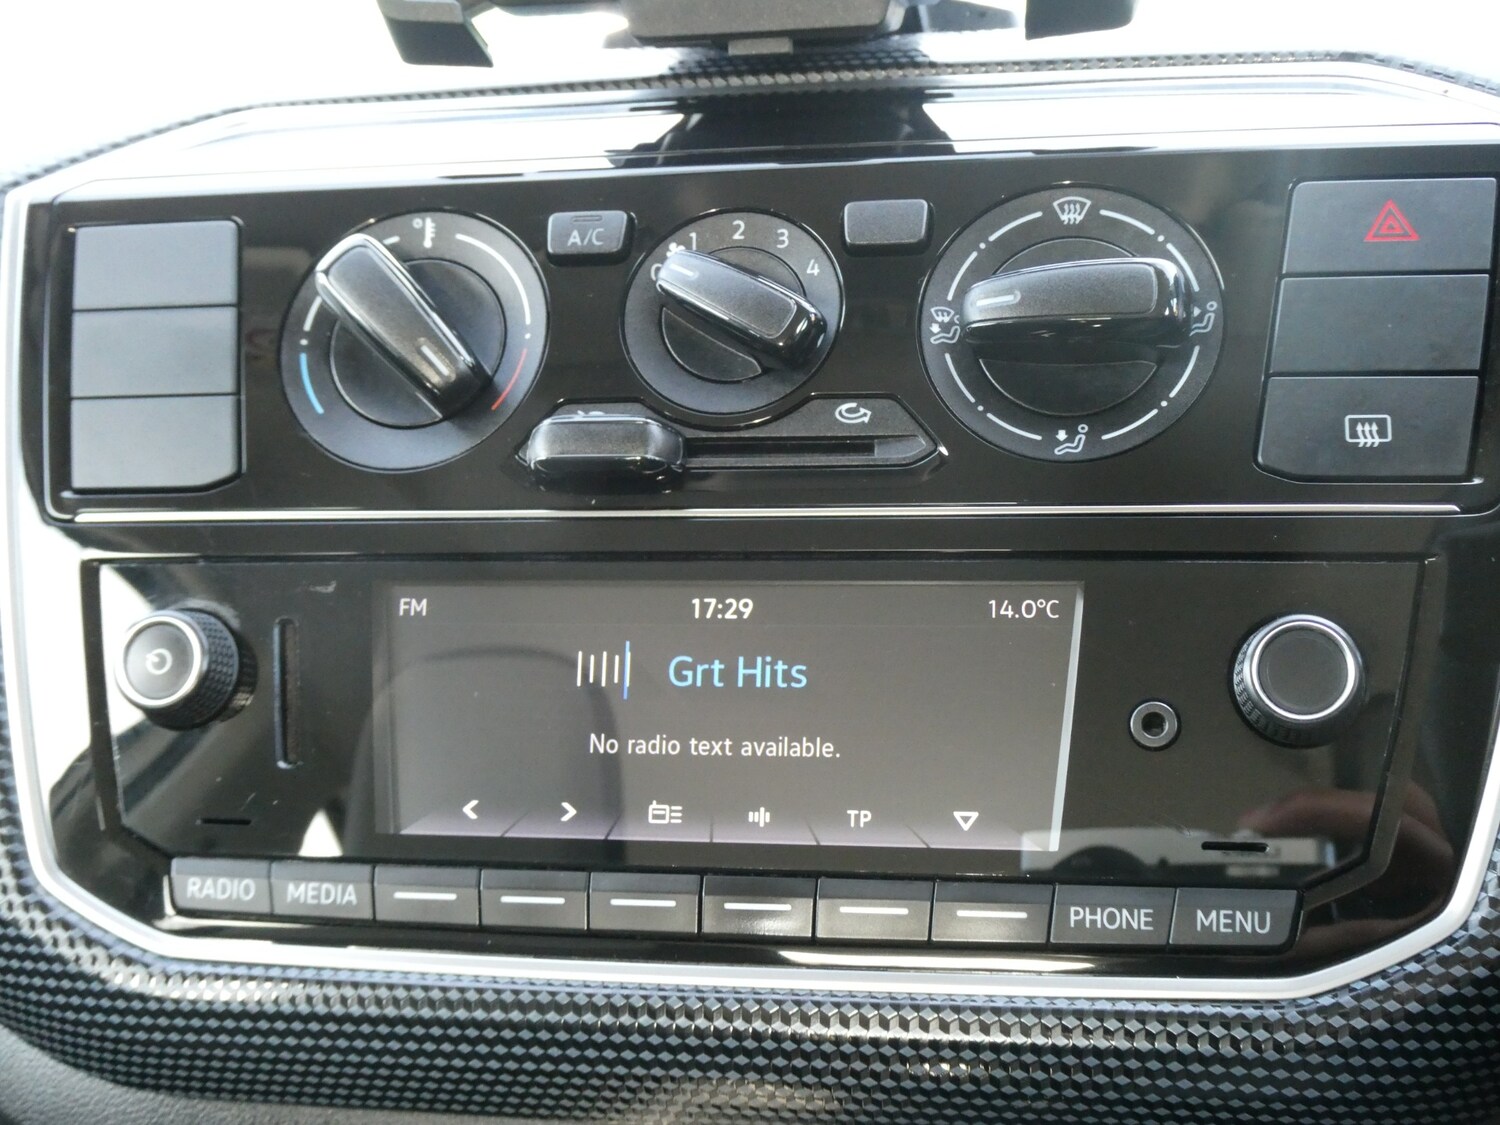 A/C
1 2 3 4
FM 17:29 14.0°C
Grt Hits
No radio text available.
TP
RADIO MEDIA PHONE MENU